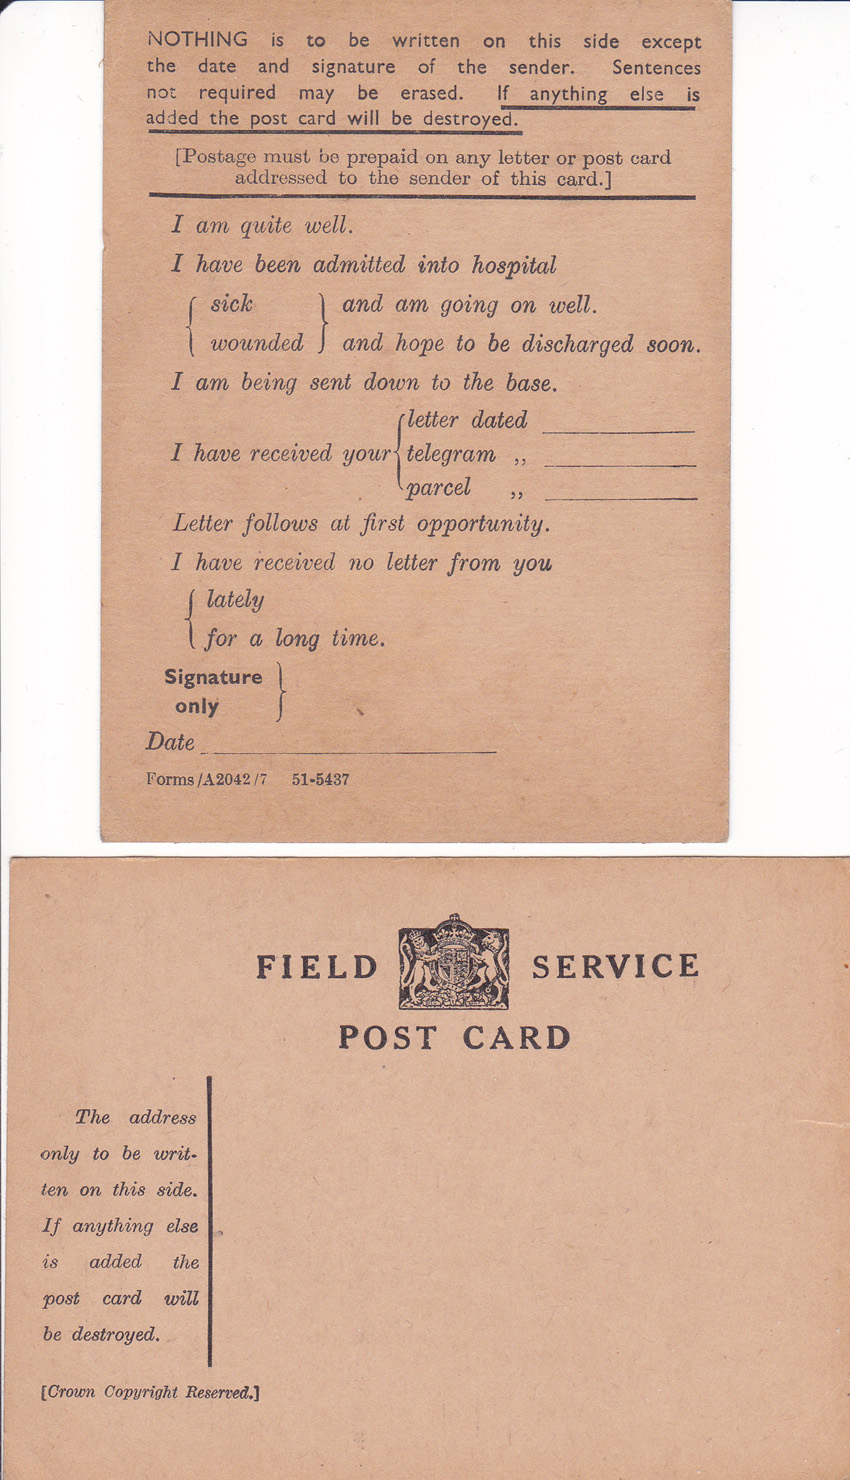 NOTHING is to be written on this side except
the date and signature of the sender. Sentences
not required may be erased. If anything else is
added the post card will be destroyed.
[Postage must be prepaid on any letter or post card
addressed to the sender of this card.]
I am quite well.
I have been admitted into hospital
sick and am going on well.
wounded and hope to be discharged soon.
I am being sent down to the base.
letter dated
I have received your telegram ,,
parcel ,,
Letter follows at first opportunity.
I have received no letter from you
lately
for a long time.
Signature
only
Date
Forms/A2042/7 51-5437
FIELD SERVICE
POST CARD
The address
only to be writ-
ten on this side.
If anything else
is added the
post card will
be destroyed.
[Crown Copyright Reserved.]